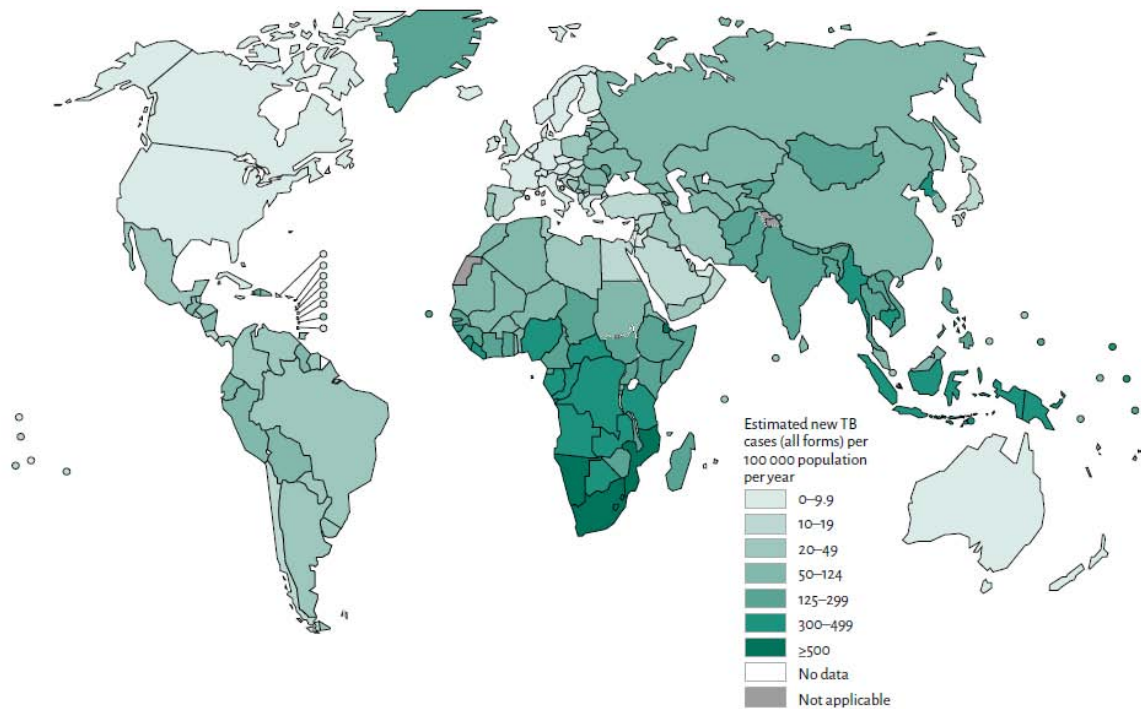 Estimated new TB
cases (all forms) per
100 000 population
per year
0–9.9
10–19
20–49
50–124
125–299
300–499
≥500
No data
Not applicable